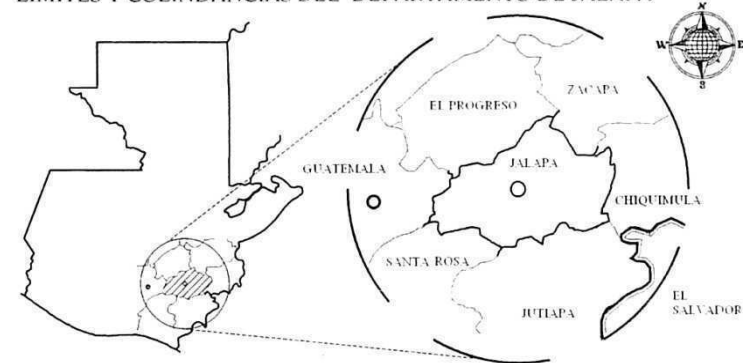 LIMITES Y COLINDANCIAS DEL DEPARTAMENTO DE JALAPA
N
W E
S
ZACAPA
EL PROGRESO
GUATEMALA
JALAPA
CHIQUIMULA
SANTA ROSA
JUTIAPA
EL
SALVADOR